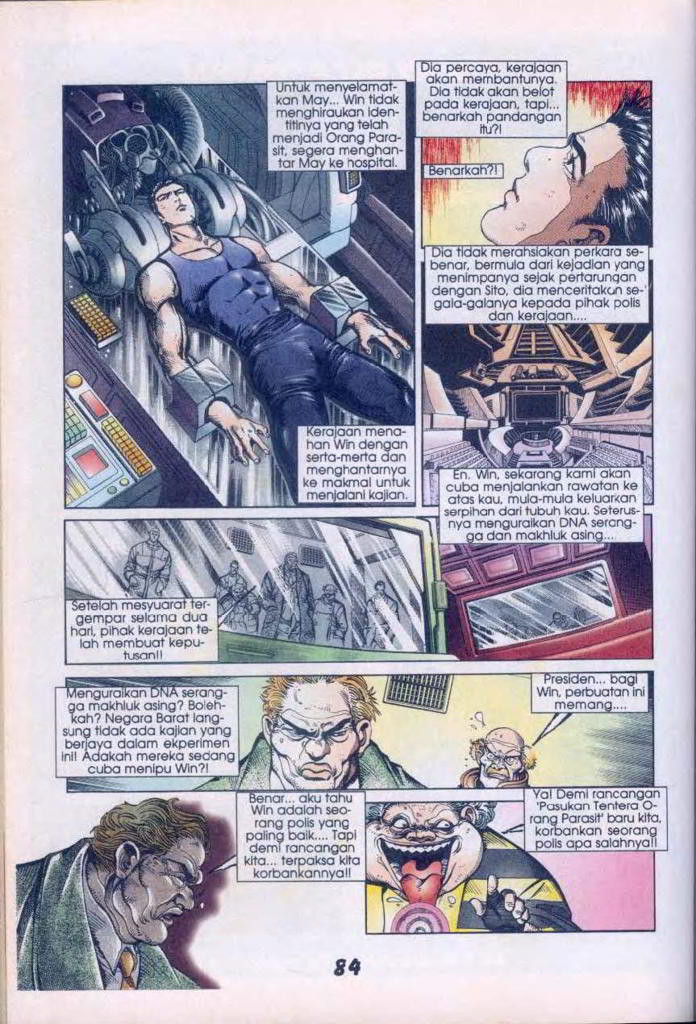 Untuk menyelamat-
kan May... Win tidak
menghiraukan iden-
titinya yang telah
menjadi Orang Para-
sit, segera menghan-
tar May ke hospital.
Dia percaya, kerajaan
akan membantunya.
Dia tidak akan belot
pada kerajaan, tapi...
benarkah pandangan
itu?!
Benarkah?!
Dia tidak merahsiakan perkara se-
benar, bermula dari kejadian yang
menimpanya sejak pertarungan
dengan Sito, dia menceritakan se-
gala-galanya kepada pihak polis
dan kerajaan....
Kerajaan mena-
han Win dengan
serta-merta dan
menghantarnya
ke makmal untuk
menjalani kajian.
En. Win, sekarang kami akan
cuba menjalankan rawatan ke
atas kau, mula-mula keluarkan
serpihan dari tubuh kau. Seterus-
nya menguraikan DNA serang-
ga dan makhluk asing....
Setelah mesyuarat ter-
gempar selama dua
hari, pihak kerajaan te-
lah membuat kepu-
tusan!!
Menguraikan DNA serang-
ga makhluk asing? Boleh-
kah? Negara Barat lang-
sung tidak ada kajian yang
berjaya dalam ekperimen
ini! Adakah mereka sedang
cuba menipu Win?!
Presiden... bagi
Win, perbuatan ini
memang....
Benar... aku tahu
Win adalah seo-
rang polis yang
paling baik.... Tapi
demi rancangan
kita... terpaksa kita
korbankannya!!
Ya! Demi rancangan
'Pasukan Tentera O-
rang Parasit' baru kita,
korbankan seorang
polis apa salahnya!!
84